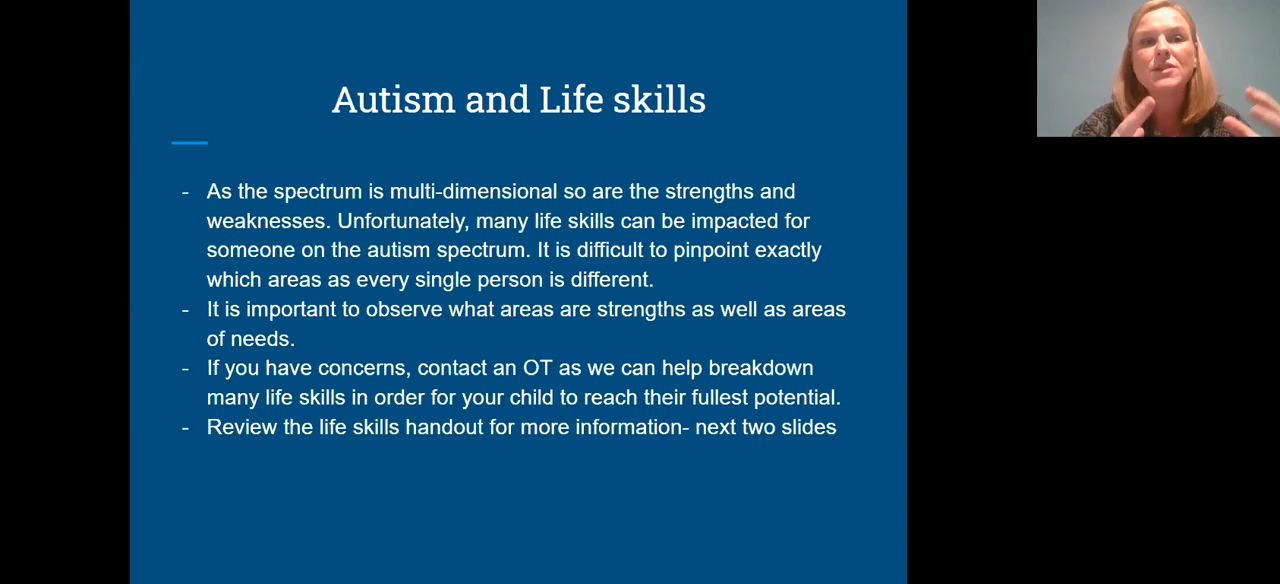 Autism and Life skills
- As the spectrum is multi-dimensional so are the strengths and
weaknesses. Unfortunately, many life skills can be impacted for
someone on the autism spectrum. It is difficult to pinpoint exactly
which areas as every single person is different.
- It is important to observe what areas are strengths as well as areas
of needs.
- If you have concerns, contact an OT as we can help breakdown
many life skills in order for your child to reach their fullest potential.
- Review the life skills handout for more information- next two slides